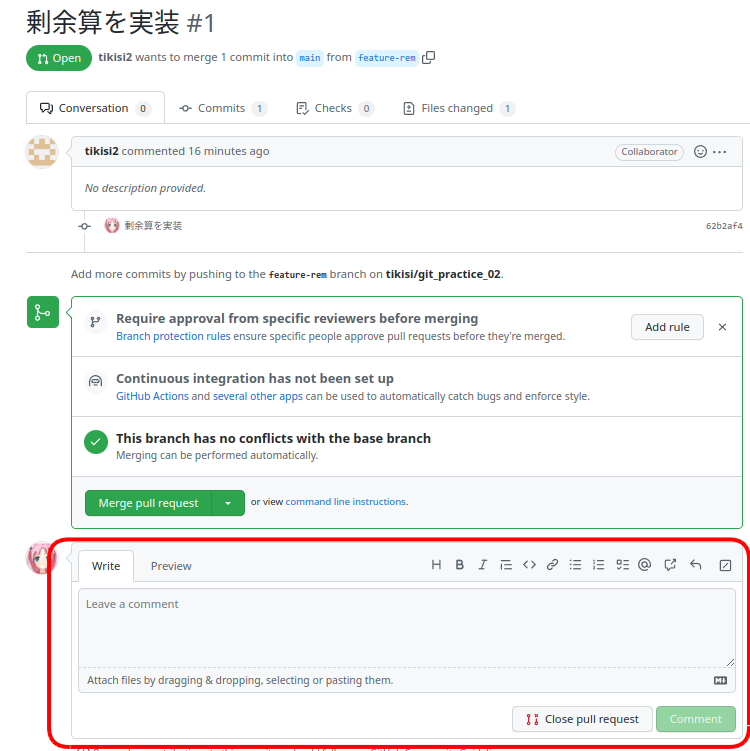 剰余算を実装 #1
Open tikisi2 wants to merge 1 commit into main from feature-rem
Conversation 0 Commits 1 Checks 0 Files changed 1
tikisi2 commented 16 minutes ago Collaborator
No description provided.
剰余算を実装 62b2af4
Add more commits by pushing to the feature-rem branch on tikisi/git_practice_02.
Require approval from specific reviewers before merging
Branch protection rules ensure specific people approve pull requests before they're merged.
Add rule
Continuous integration has not been set up
GitHub Actions and several other apps can be used to automatically catch bugs and enforce style.
This branch has no conflicts with the base branch
Merging can be performed automatically.
Merge pull request or view command line instructions.
Write Preview
Leave a comment
Attach files by dragging & dropping, selecting or pasting them.
Close pull request Comment